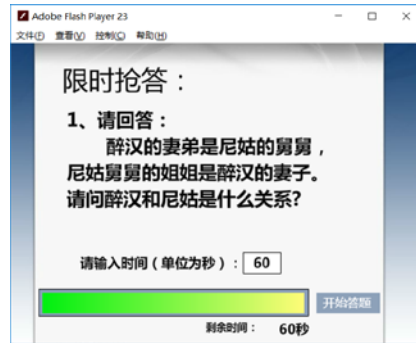 Adobe Flash Player 23
文件(F) 查看(V) 控制(C) 帮助(H)
限时抢答：
1、请回答：
醉汉的妻弟是尼姑的舅舅，
尼姑舅舅的姐姐是醉汉的妻子。
请问醉汉和尼姑是什么关系?
请输入时间（单位为秒）：60
开始答题
剩余时间： 60秒